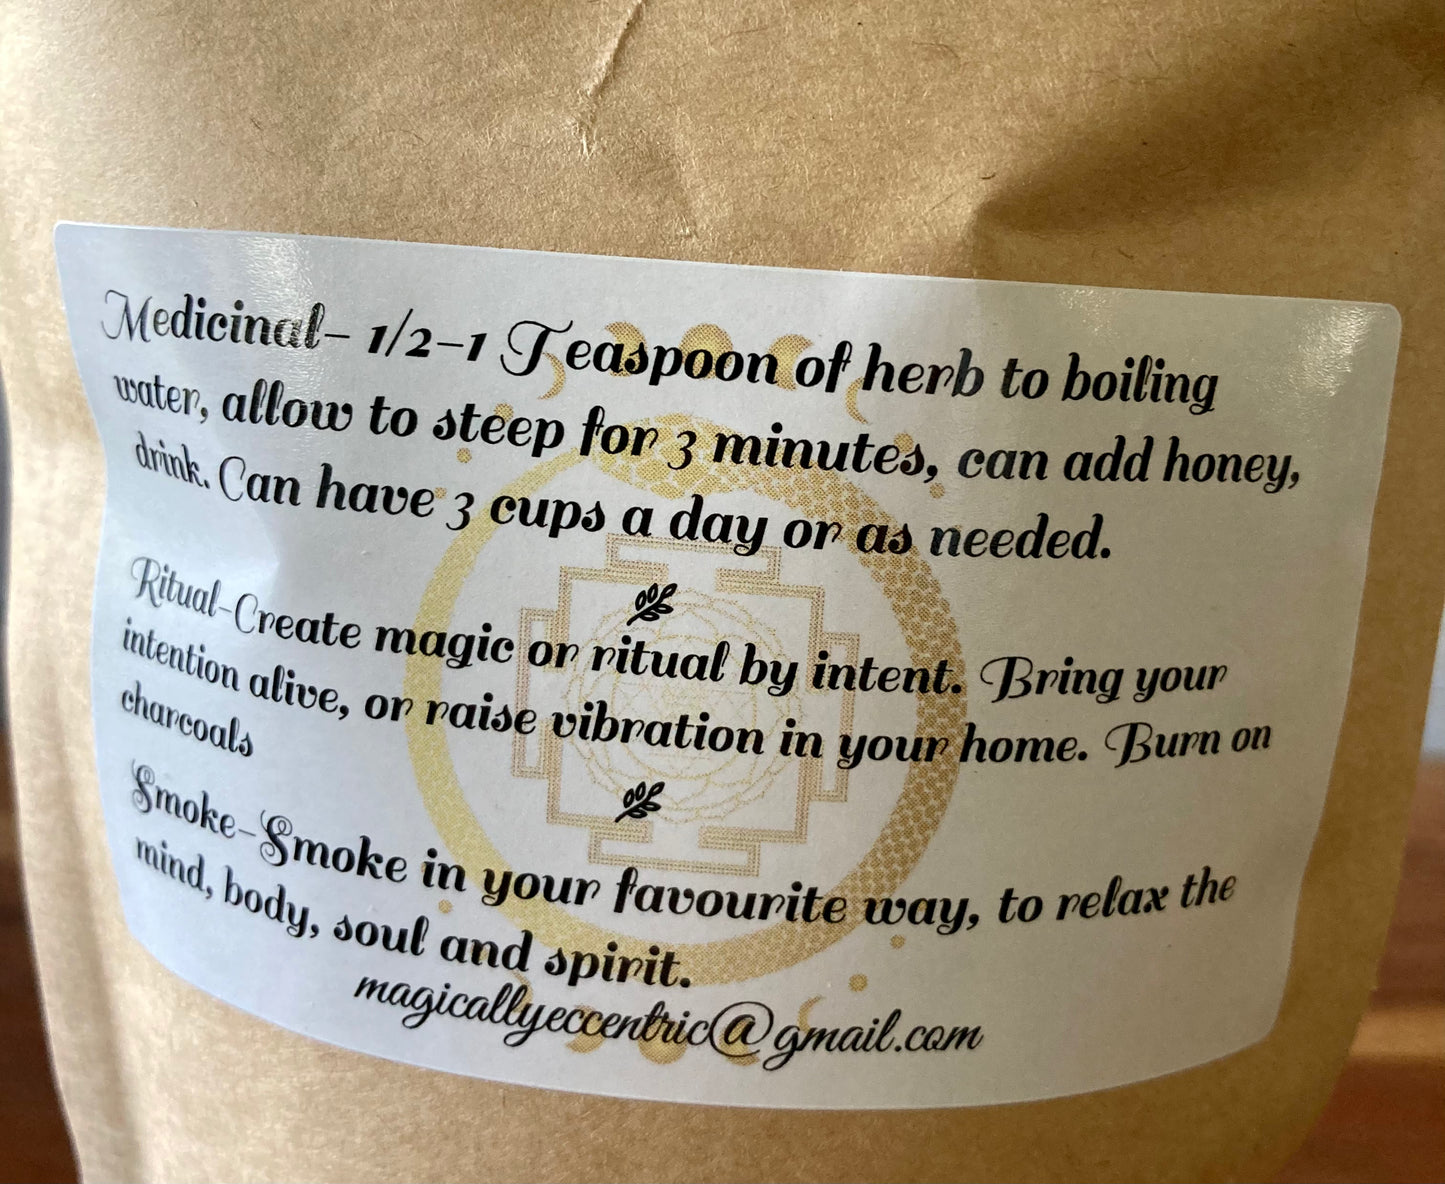 Medicinal- 1/2-1 Teaspoon of herb to boiling
water, allow to steep for 3 minutes, can add honey,
drink. Can have 3 cups a day or as needed.
Ritual-Create magic or ritual by intent. Bring your
intention alive, or raise vibration in your home. Burn on
charcoals
Smoke-Smoke in your favourite way, to relax the
mind, body, soul and spirit.
magicallyeccentric@gmail.com